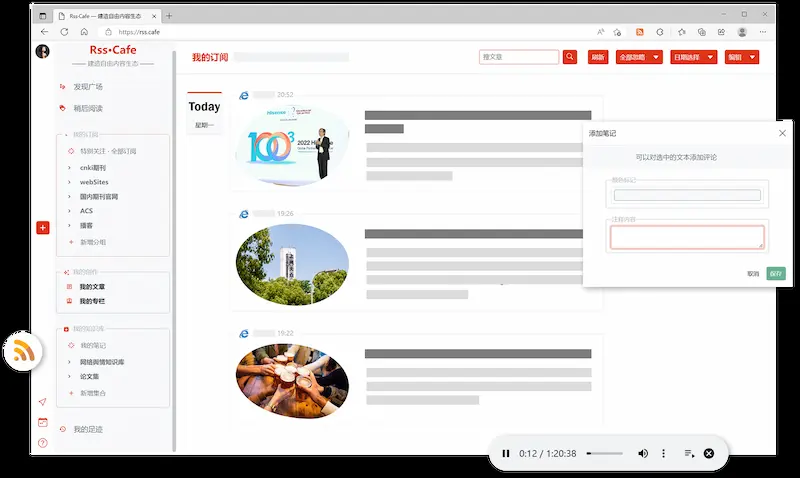 Rss·Cafe — 建造自由内容生态
https://rss.cafe
Rss•Cafe
建造自由内容生态
发现广场
稍后阅读
我的订阅
特别关注 - 全部订阅
cnki期刊
webSites
国内期刊官网
ACS
播客
新增分组
我的创作
我的文章
我的专栏
我的知识库
我的笔记
网络舆情知识库
论文集
新增集合
我的足迹
我的订阅
搜文章
刷新
全部忽略
日期选择
编辑
Today
星期一
20:52
100³
2022 Hi
19:26
19:22
添加笔记
可以对选中的文本添加评论
颜色标记
注释内容
取消
保存
0:12 / 1:20:38